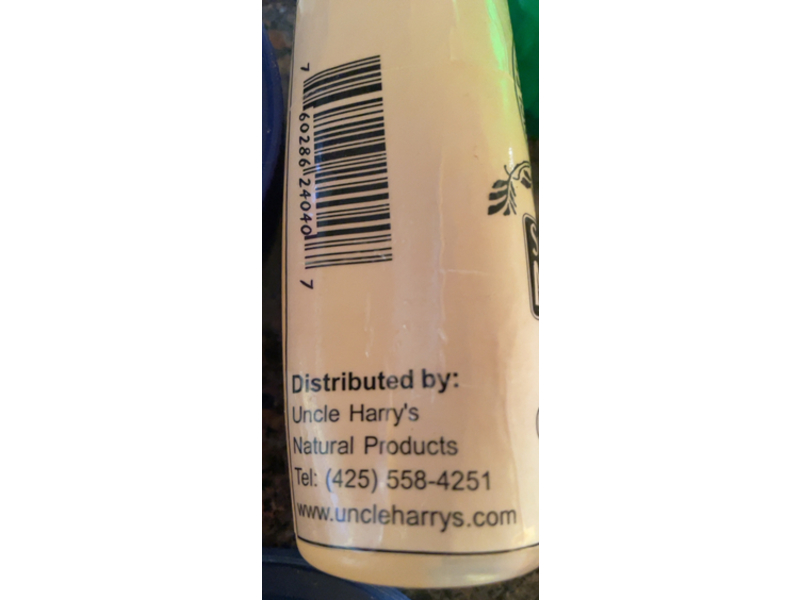 7 60286 24040 7
Distributed by:
Uncle Harry's
Natural Products
Tel: (425) 558-4251
www.uncleharrys.com